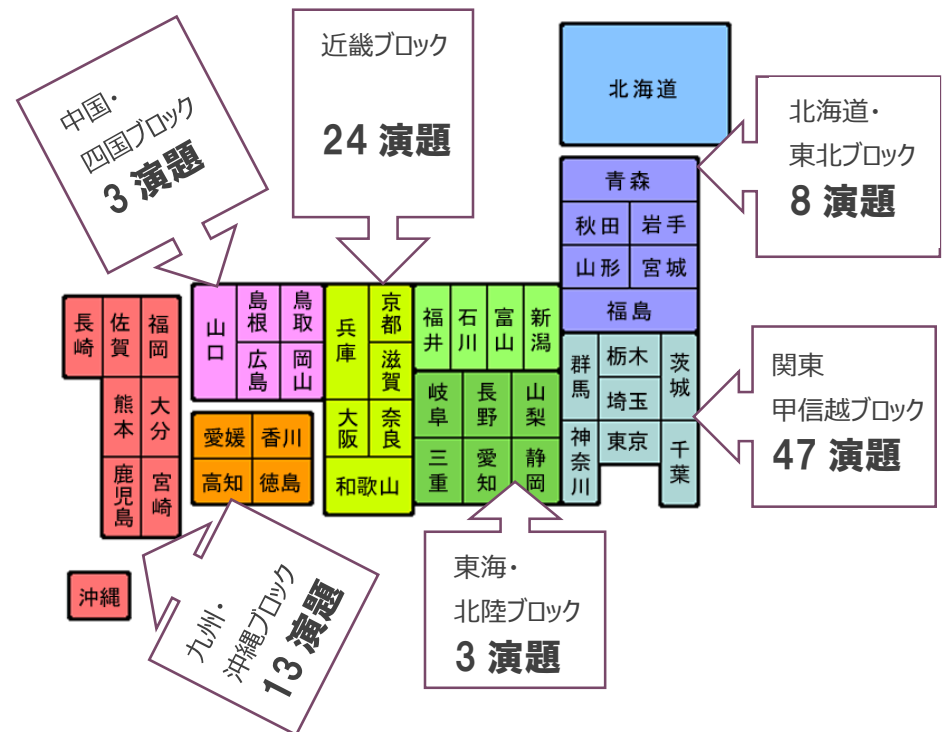 近畿ブロック
24 演題
中国・
四国ブロック
3 演題
北海道
北海道・
東北ブロック
8 演題
青森
秋田
岩手
山形
宮城
福島
長崎
佐賀
福岡
熊本
大分
鹿児島
宮崎
沖縄
山口
島根
鳥取
広島
岡山
愛媛
香川
高知
徳島
兵庫
京都
滋賀
大阪
奈良
和歌山
福井
石川
富山
新潟
岐阜
長野
山梨
三重
愛知
静岡
群馬
栃木
茨城
埼玉
神奈川
東京
千葉
関東
甲信越ブロック
47 演題
東海・
北陸ブロック
3 演題
九州・
沖縄ブロック
13 演題